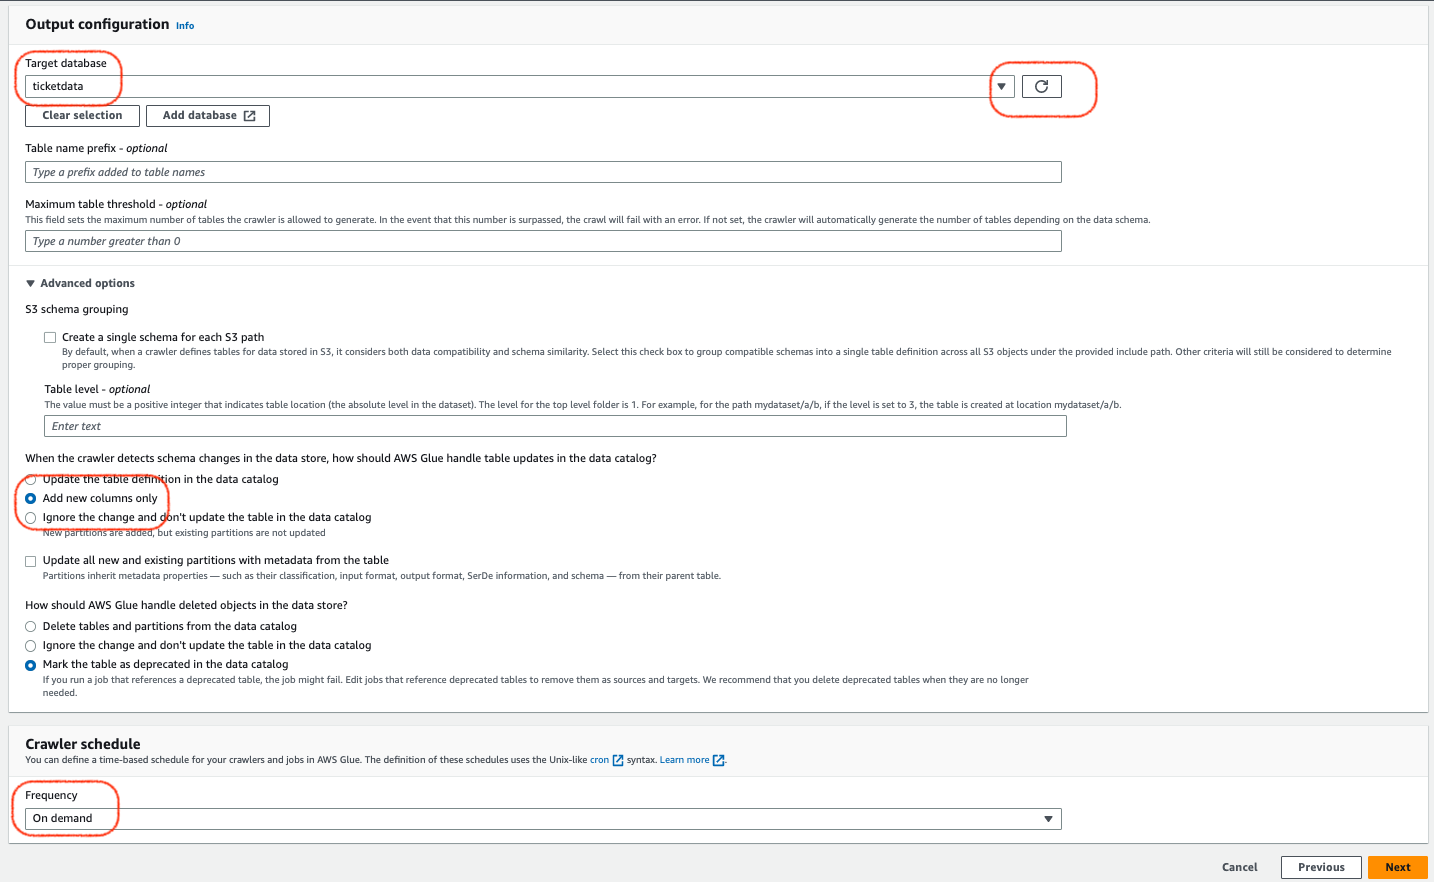 Output configuration Info
Target database
ticketdata
Clear selection Add database
Table name prefix - optional
Type a prefix added to table names
Maximum table threshold - optional
This field sets the maximum number of tables the crawler is allowed to generate. In the event that this number is surpassed, the crawl will fail with an error. If not set, the crawler will automatically generate the number of tables depending on the data schema.
Type a number greater than 0
Advanced options
S3 schema grouping
Create a single schema for each S3 path
By default, when a crawler defines tables for data stored in S3, it considers both data compatibility and schema similarity. Select this check box to group compatible schemas into a single table definition across all S3 objects under the provided include path. Other criteria will still be considered to determine
proper grouping.
Table level - optional
The value must be a positive integer that indicates table location (the absolute level in the dataset). The level for the top level folder is 1. For example, for the path mydataset/a/b, if the level is set to 3, the table is created at location mydataset/a/b.
Enter text
When the crawler detects schema changes in the data store, how should AWS Glue handle table updates in the data catalog?
Update the table definition in the data catalog
Add new columns only
Ignore the change and don't update the table in the data catalog
New partitions are added, but existing partitions are not updated
Update all new and existing partitions with metadata from the table
Partitions inherit metadata properties — such as their classification, input format, output format, SerDe information, and schema — from their parent table.
How should AWS Glue handle deleted objects in the data store?
Delete tables and partitions from the data catalog
Ignore the change and don't update the table in the data catalog
Mark the table as deprecated in the data catalog
If you run a job that references a deprecated table, the job might fail. Edit jobs that reference deprecated tables to remove them as sources and targets. We recommend that you delete deprecated tables when they are no longer
needed.
Crawler schedule
You can define a time-based schedule for your crawlers and jobs in AWS Glue. The definition of these schedules uses the Unix-like cron syntax. Learn more.
Frequency
On demand
Cancel Previous Next